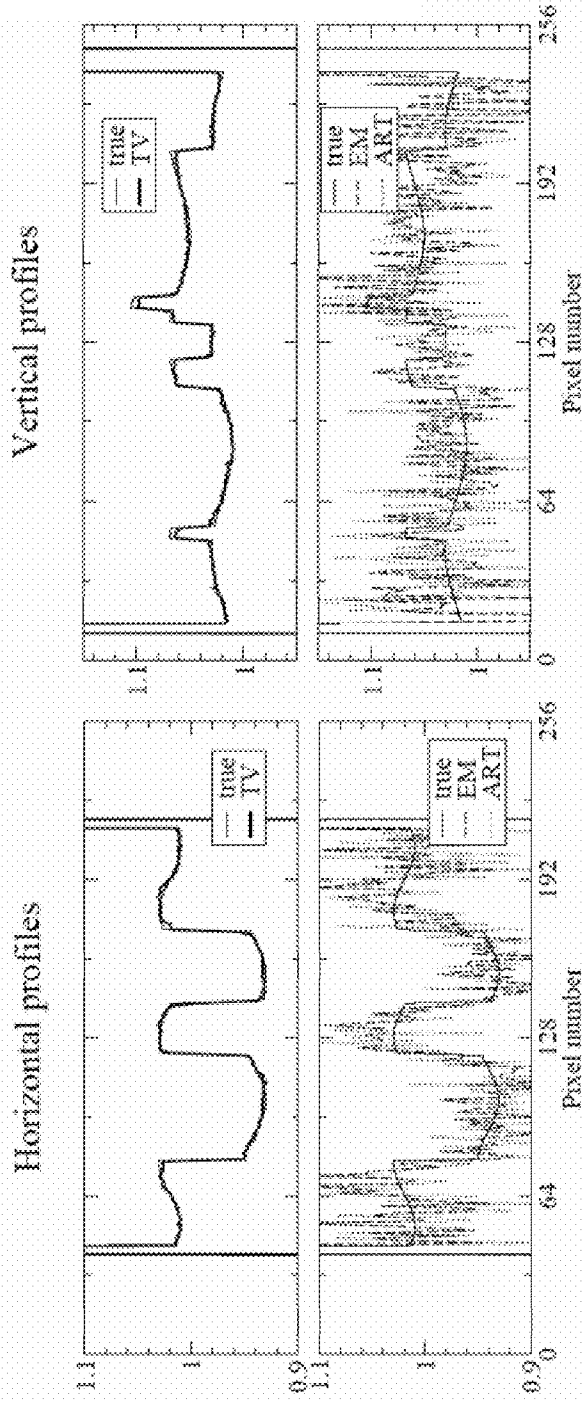 Horizontal profiles
1.1
1
0.9
true
TV
1.1
1
0.9
true
EM
ART
0
64
128
192
256
Pixel number
Vertical profiles
1.1
1
true
TV
1.1
1
true
EM
ART
0
64
128
192
256
Pixel number